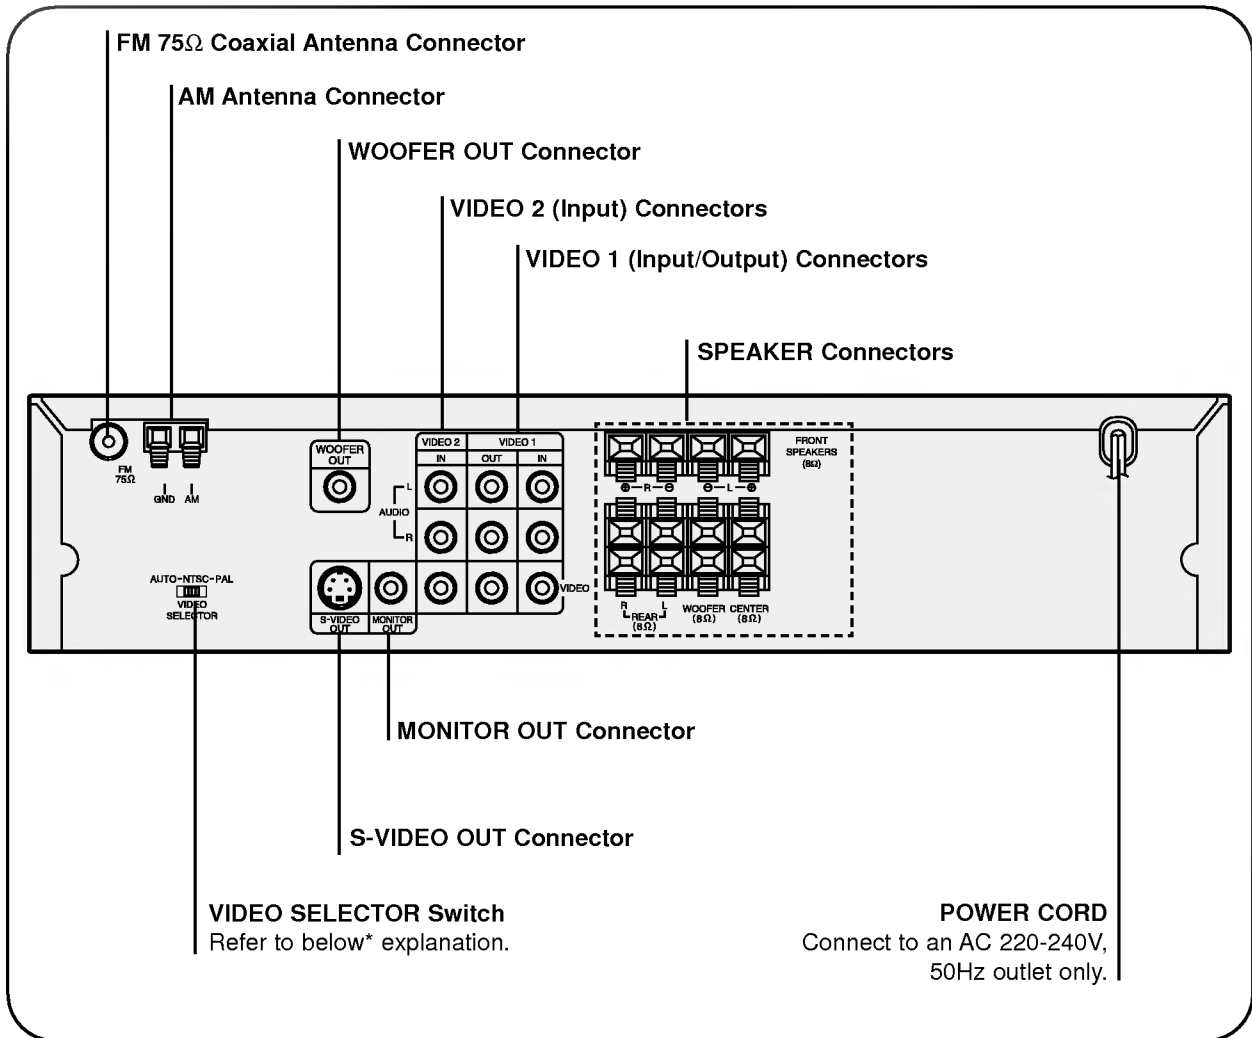 FM 75Ω Coaxial Antenna Connector
AM Antenna Connector
WOOFER OUT Connector
VIDEO 2 (Input) Connectors
VIDEO 1 (Input/Output) Connectors
SPEAKER Connectors
FM
75Ω
GND AM
WOOFER
OUT
VIDEO 2 VIDEO 1
IN OUT IN
L
AUDIO
R
VIDEO
FRONT
SPEAKERS
(8Ω)
⊕ R ⊖ ⊖ L ⊕
AUTO-NTSC-PAL
VIDEO
SELECTOR
S-VIDEO
OUT
MONITOR
OUT
R L
REAR
(8Ω)
WOOFER
(8Ω)
CENTER
(8Ω)
MONITOR OUT Connector
S-VIDEO OUT Connector
VIDEO SELECTOR Switch
Refer to below* explanation.
POWER CORD
Connect to an AC 220-240V,
50Hz outlet only.